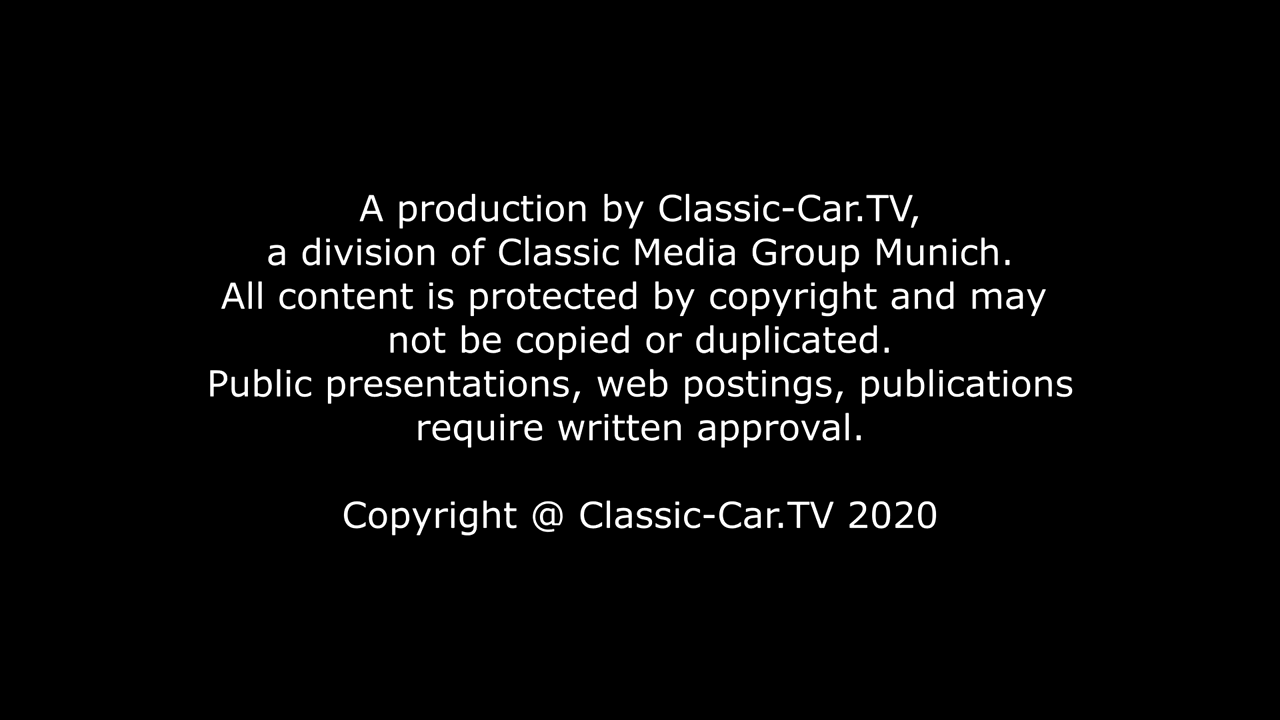 A production by Classic-Car.TV,
a division of Classic Media Group Munich.
All content is protected by copyright and may
not be copied or duplicated.
Public presentations, web postings, publications
require written approval.
Copyright @ Classic-Car.TV 2020